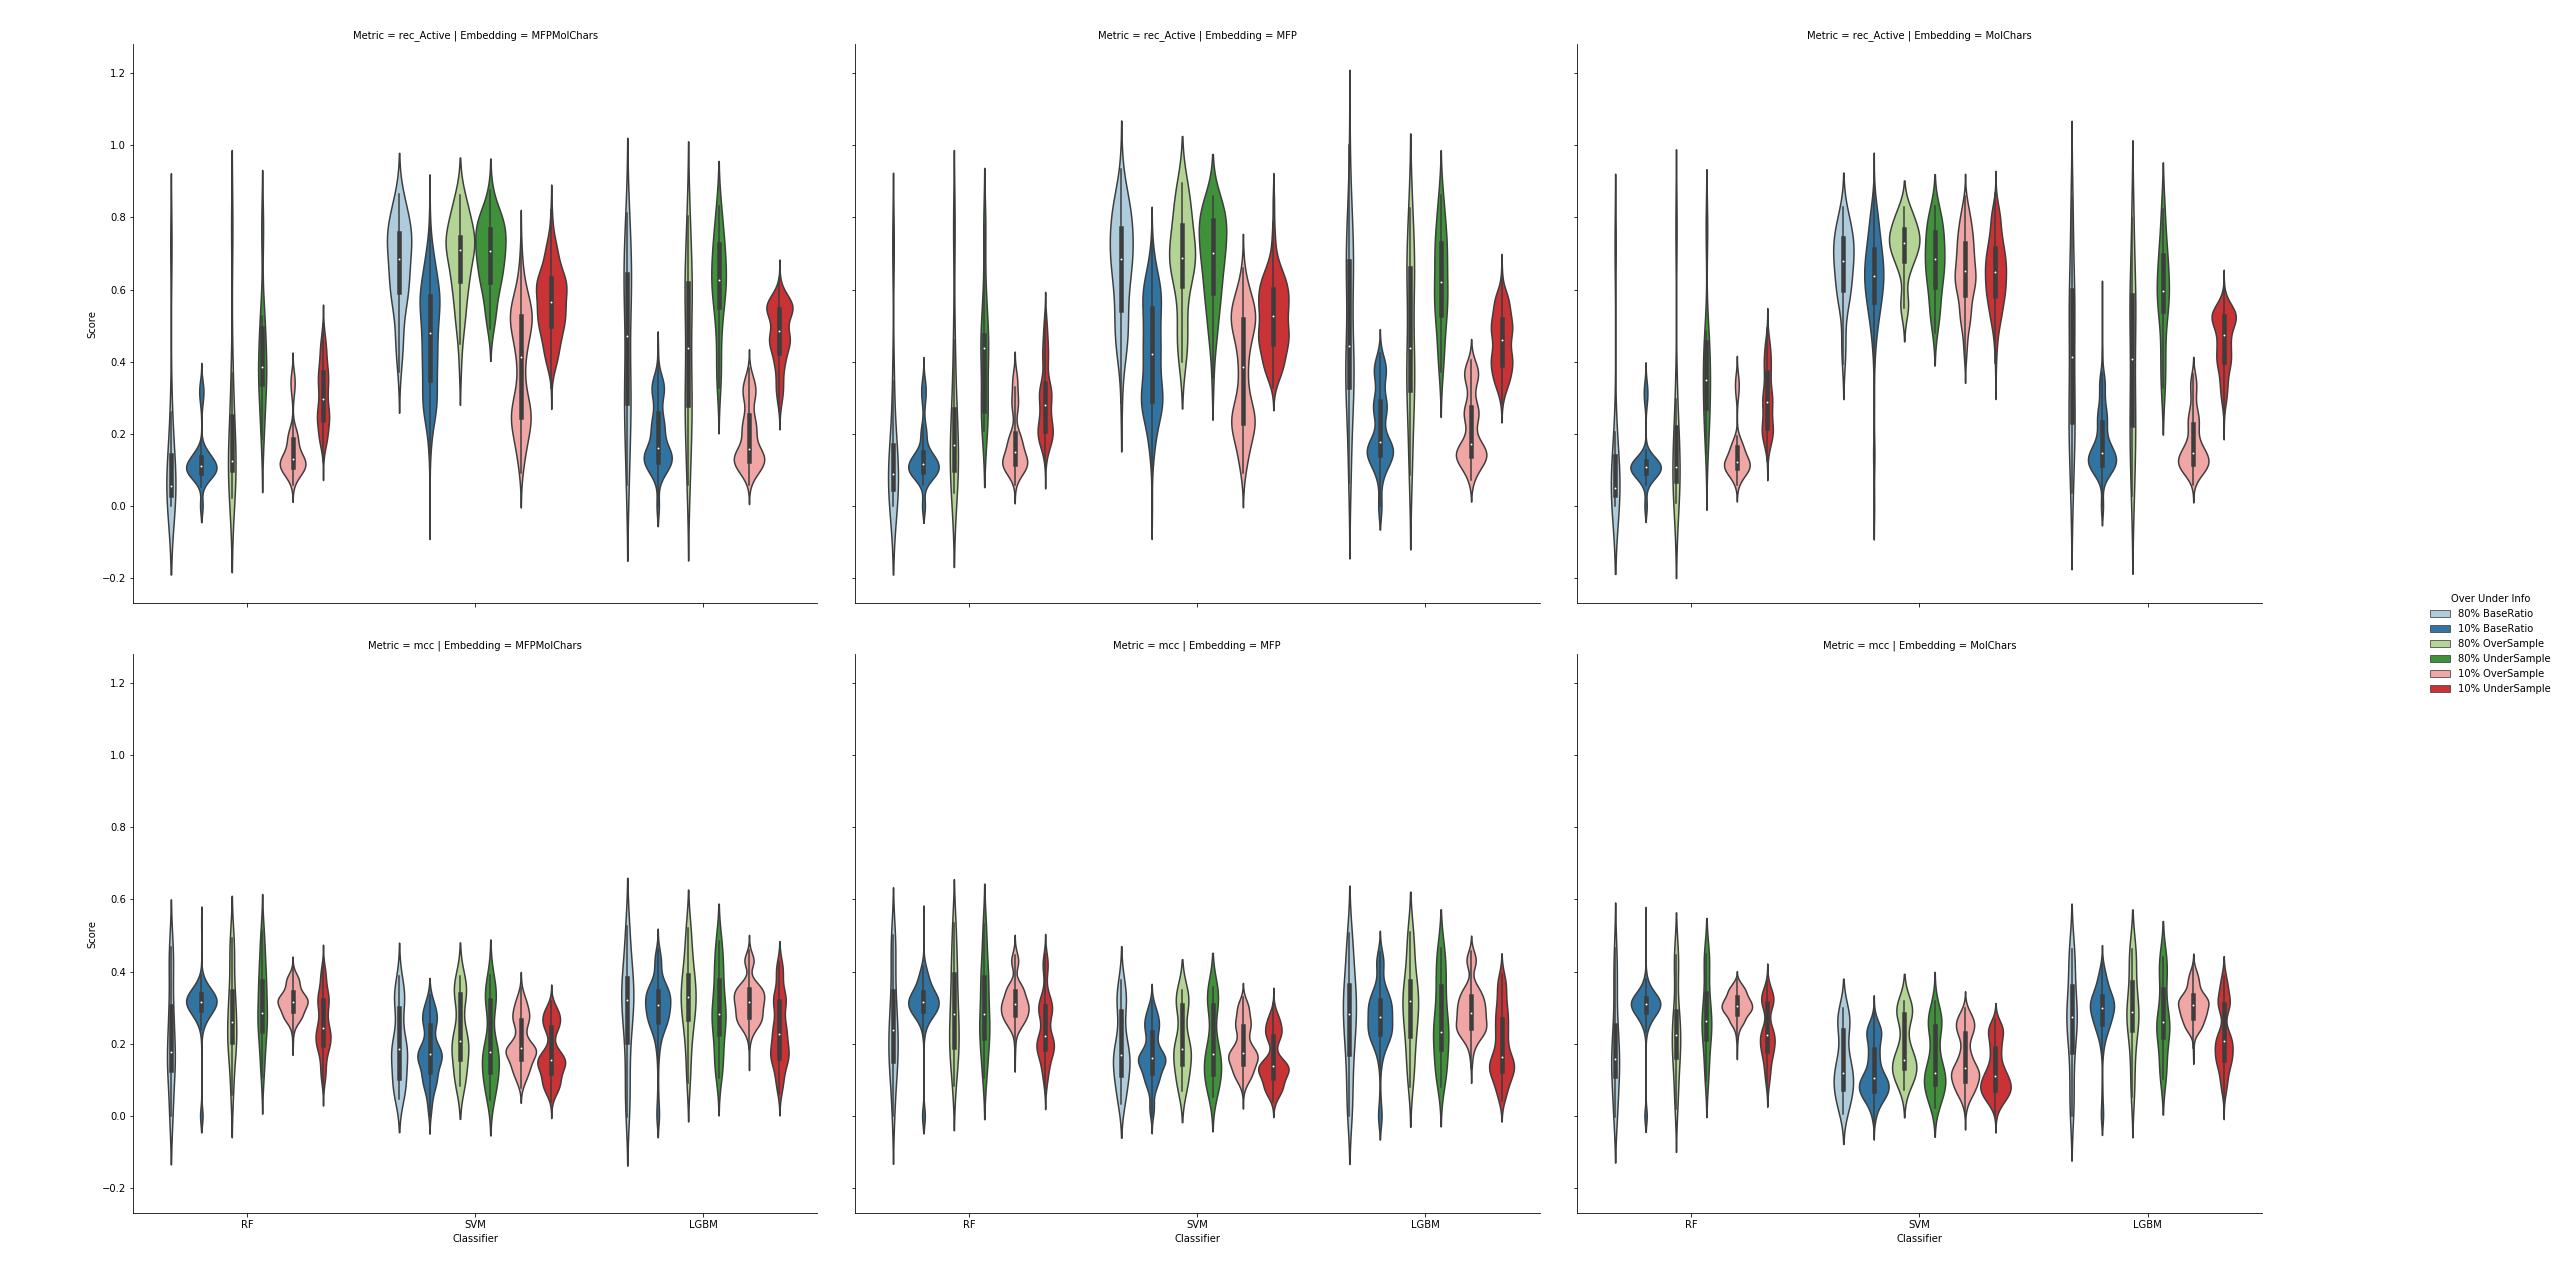 Metric = rec_Active | Embedding = MFPMolChars
Metric = rec_Active | Embedding = MFP
Metric = rec_Active | Embedding = MolChars
1.2
1.0
0.8
0.6
0.4
0.2
0.0
−0.2
Score
Over Under Info
80% BaseRatio
10% BaseRatio
80% OverSample
80% UnderSample
10% OverSample
10% UnderSample
Metric = mcc | Embedding = MFPMolChars
Metric = mcc | Embedding = MFP
Metric = mcc | Embedding = MolChars
1.2
1.0
0.8
0.6
0.4
0.2
0.0
−0.2
Score
RF SVM LGBM
Classifier
RF SVM LGBM
Classifier
RF SVM LGBM
Classifier